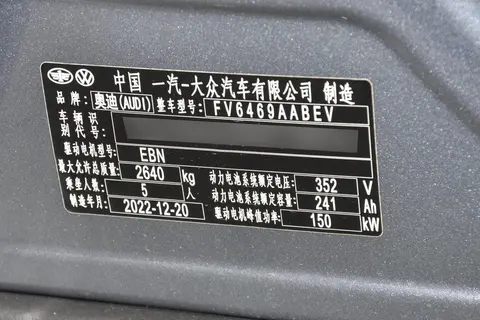 中国 一汽-大众汽车有限公司 制造
品牌: 奥迪(AUDI) 整车型号: FV6469AABEV
车辆识别代号:
驱动电机型号: EBN
最大允许总质量: 2640 kg 动力电池系统额定电压: 352 V
乘坐人数: 5 人 动力电池系统额定容量: 241 Ah
制造年月: 2022-12-20 驱动电机峰值功率: 150 kW